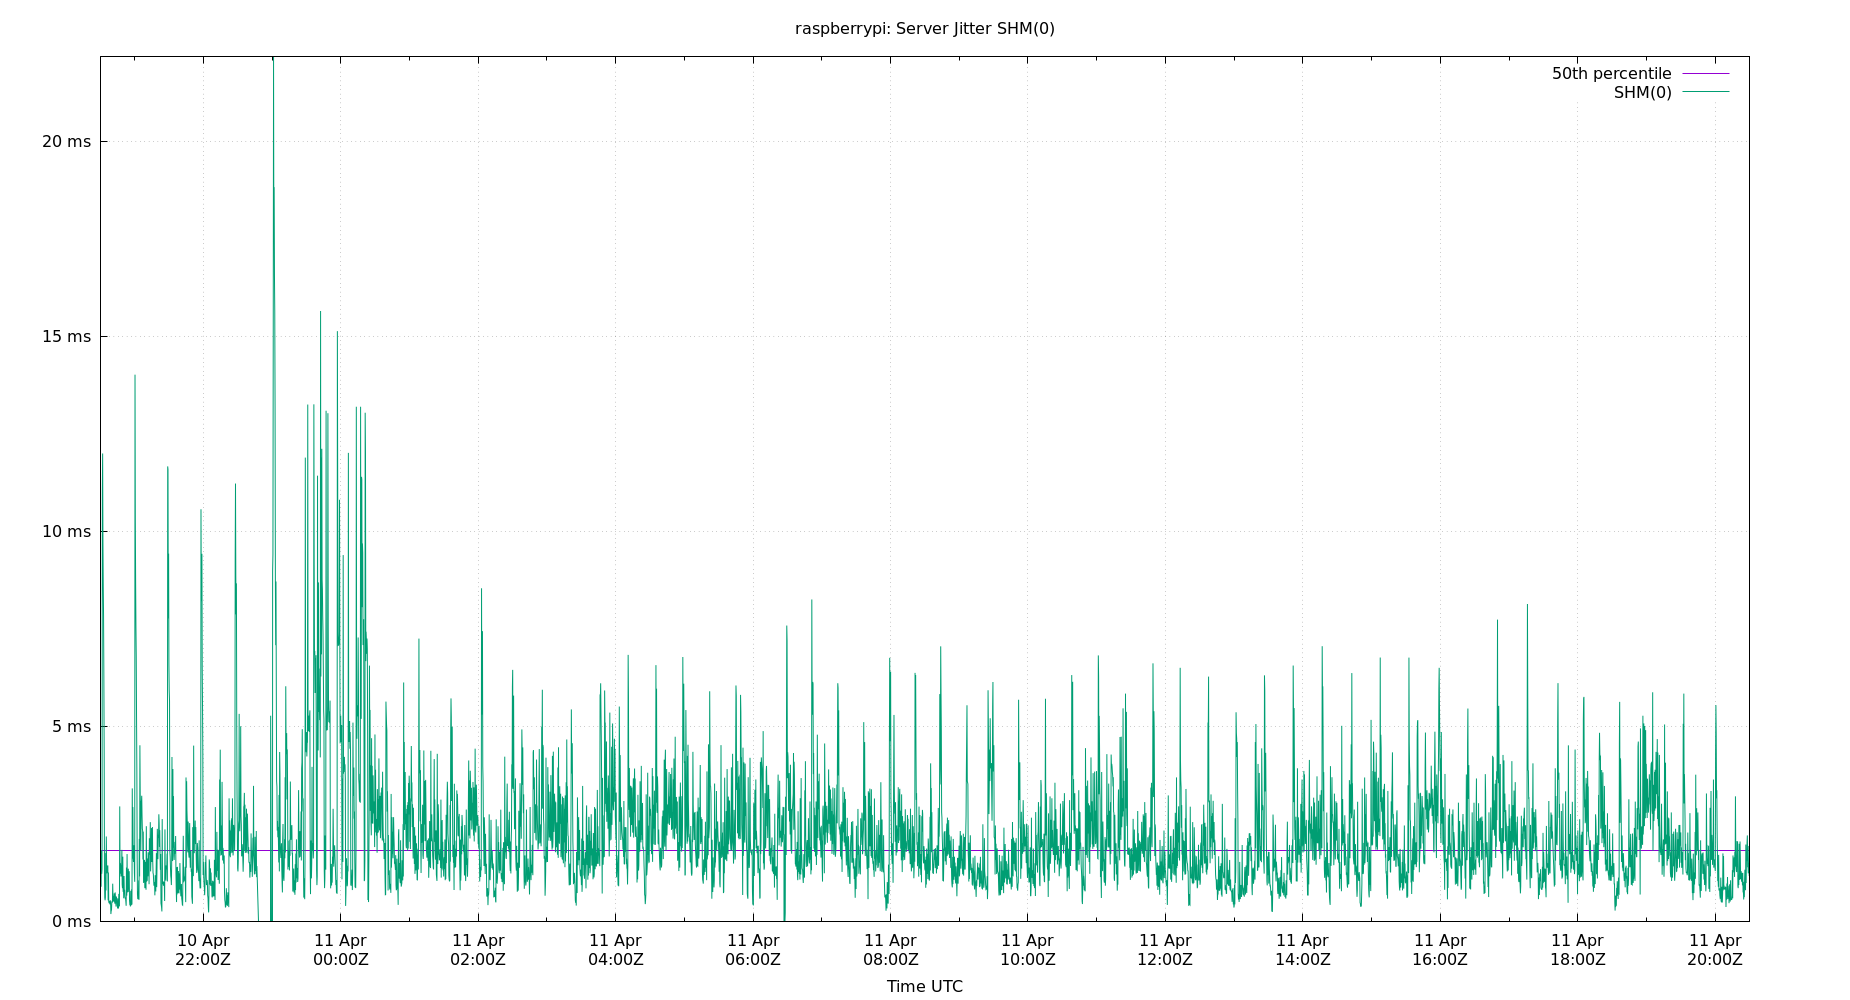 raspberrypi: Server Jitter SHM(0)
50th percentile
SHM(0)
20 ms
15 ms
10 ms
5 ms
0 ms
10 Apr 11 Apr 11 Apr 11 Apr 11 Apr 11 Apr 11 Apr 11 Apr 11 Apr 11 Apr 11 Apr 11 Apr
22:00Z 00:00Z 02:00Z 04:00Z 06:00Z 08:00Z 10:00Z 12:00Z 14:00Z 16:00Z 18:00Z 20:00Z
Time UTC